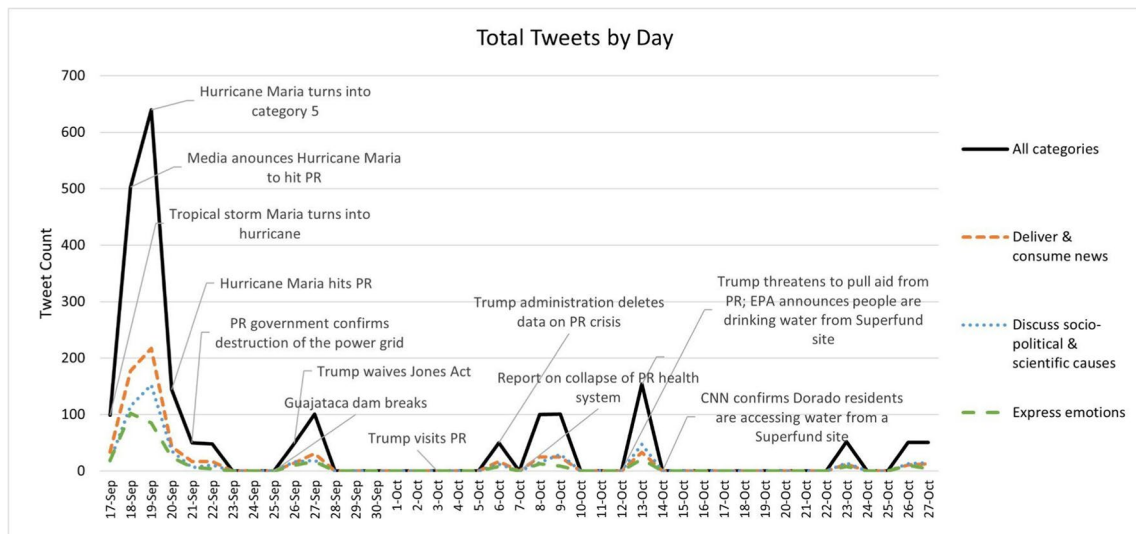 Total Tweets by Day
700
600
500
400
300
200
100
0
Tweet Count
Hurricane Maria turns into
category 5
Media anounces Hurricane Maria
to hit PR
Tropical storm Maria turns into
hurricane
Hurricane Maria hits PR
PR government confirms
destruction of the power grid
Trump waives Jones Act
Guajataca dam breaks
Trump visits PR
Trump administration deletes
data on PR crisis
Report on collapse of PR health
system
Trump threatens to pull aid from
PR; EPA announces people are
drinking water from Superfund
site
CNN confirms Dorado residents
are accessing water from a
Superfund site
17-Sep
18-Sep
19-Sep
20-Sep
21-Sep
22-Sep
23-Sep
24-Sep
25-Sep
26-Sep
27-Sep
28-Sep
29-Sep
30-Sep
1-Oct
2-Oct
3-Oct
4-Oct
5-Oct
6-Oct
7-Oct
8-Oct
9-Oct
10-Oct
11-Oct
12-Oct
13-Oct
14-Oct
15-Oct
16-Oct
17-Oct
18-Oct
19-Oct
20-Oct
21-Oct
22-Oct
23-Oct
24-Oct
25-Oct
26-Oct
27-Oct
All categories
Deliver &
consume news
Discuss socio-
political &
scientific causes
Express emotions